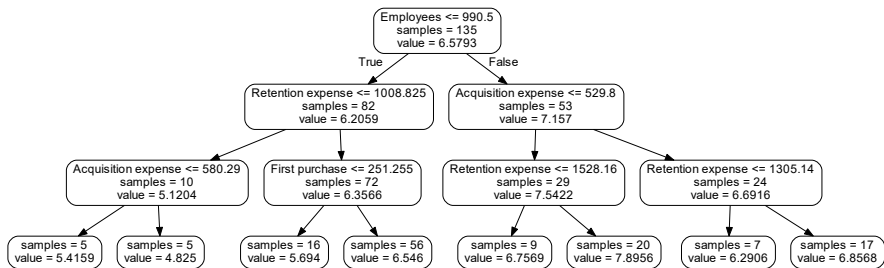 Employees <= 990.5
samples = 135
value = 6.5793
True
False
Retention expense <= 1008.825
samples = 82
value = 6.2059
Acquisition expense <= 529.8
samples = 53
value = 7.157
Acquisition expense <= 580.29
samples = 10
value = 5.1204
First purchase <= 251.255
samples = 72
value = 6.3566
Retention expense <= 1528.16
samples = 29
value = 7.5422
Retention expense <= 1305.14
samples = 24
value = 6.6916
samples = 5
value = 5.4159
samples = 5
value = 4.825
samples = 16
value = 5.694
samples = 56
value = 6.546
samples = 9
value = 6.7569
samples = 20
value = 7.8956
samples = 7
value = 6.2906
samples = 17
value = 6.8568